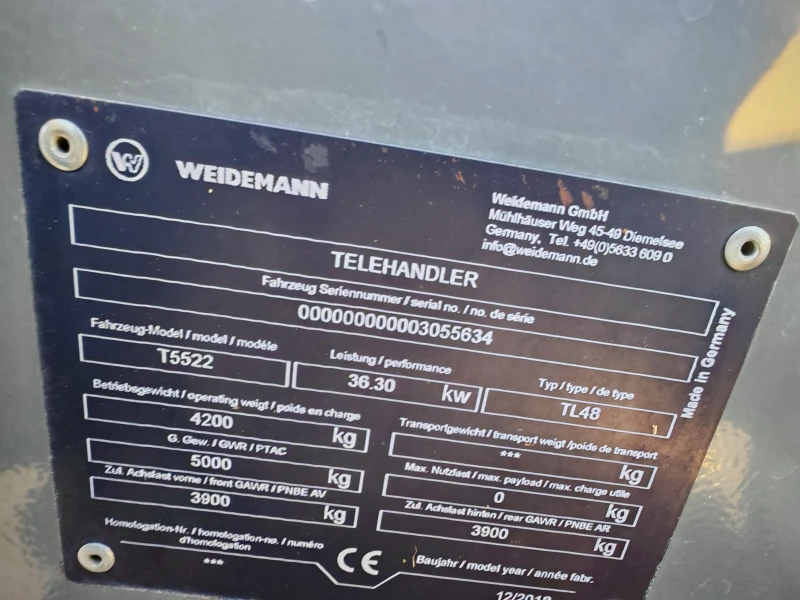 WEIDEMANN
Weidemann GmbH
Mühlhäuser Weg 45-49 Diemelsee
Germany, Tel. +49(0)5633 609 0
info@weidemann.de
TELEHANDLER
Fahrzeug Seriennummer / serial no. / no. de série
000000000003055634
Fahrzeug-Model / model / modéle
T5522
Leistung / performance
36.30 kw
Typ / type / de type
TL48
Made in Germany
Betriebsgewicht / operating weigt / poids en charge
4200 kg
Transportgewicht / transport weigt /poids de transport
*** kg
G. Gew. / GWR / PTAC
5000 kg
Max. Nutzlast / max. payload / max. charge utile
0 kg
Zul. Achslast vorne / front GAWR / PNBE AV
3900 kg
Zul. Achslast hinten / rear GAWR / PNBE AR
3900 kg
Homologation-Nr. / homologation-no. / numéro
d'homologation
***
CE
Baujahr / model year / année fabr.